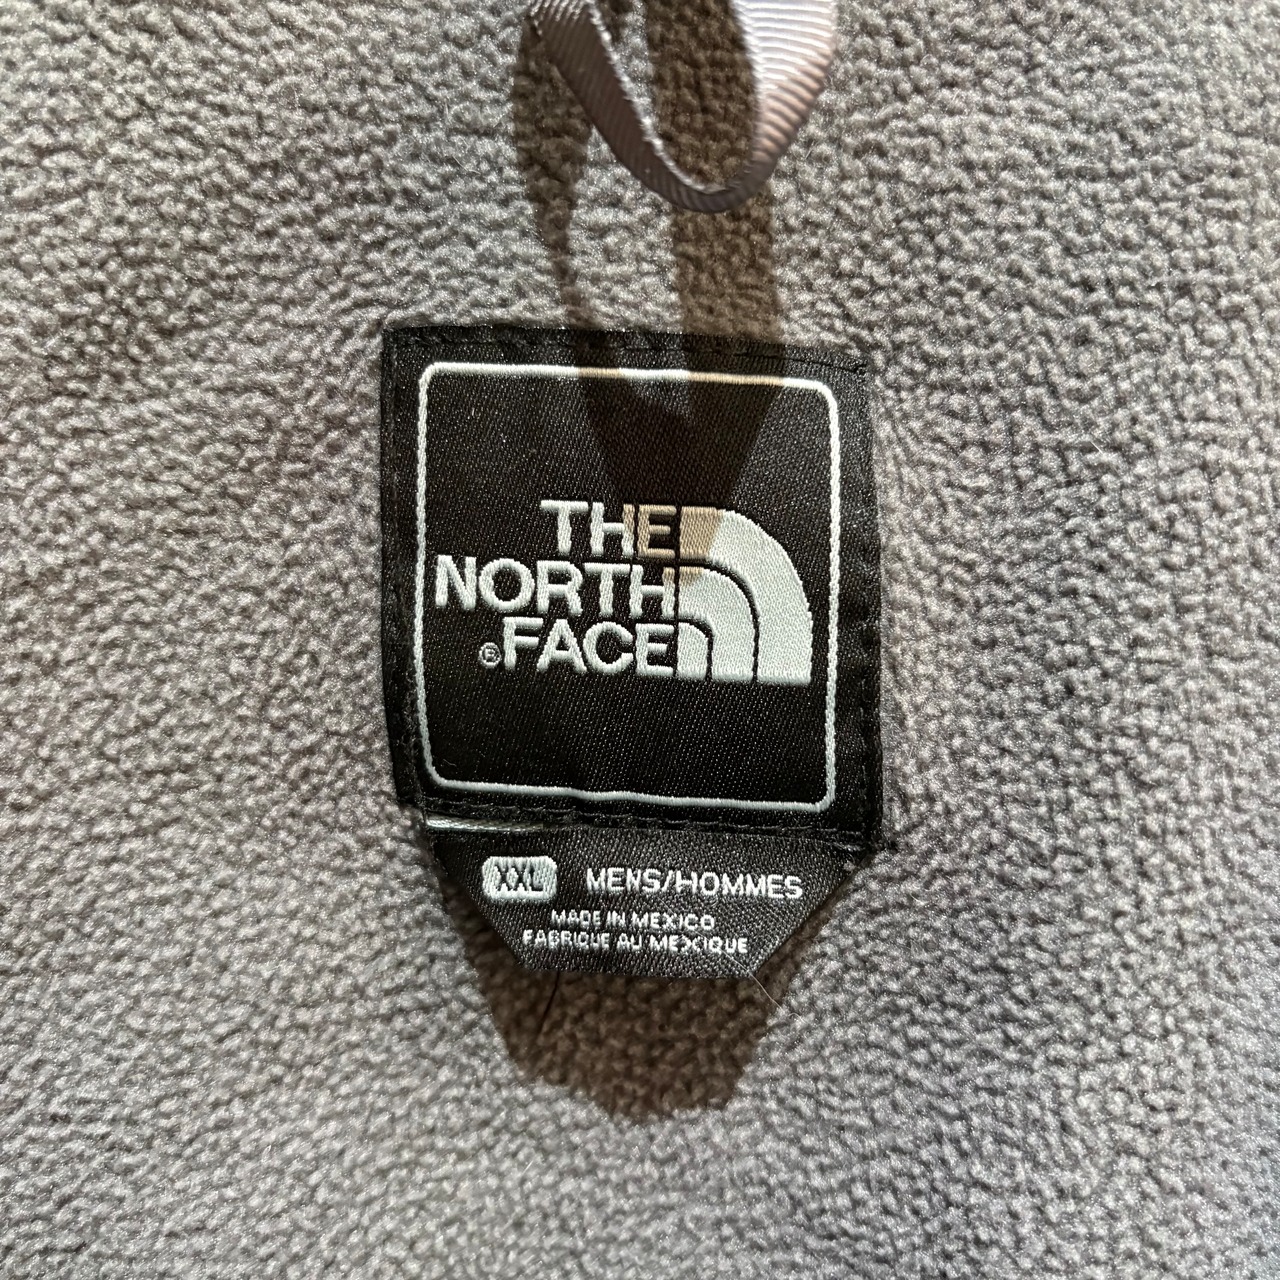 THE
NORTH
®FACE
XXL MENS/HOMMES
MADE IN MEXICO
FABRIQUE AU MEXIQUE